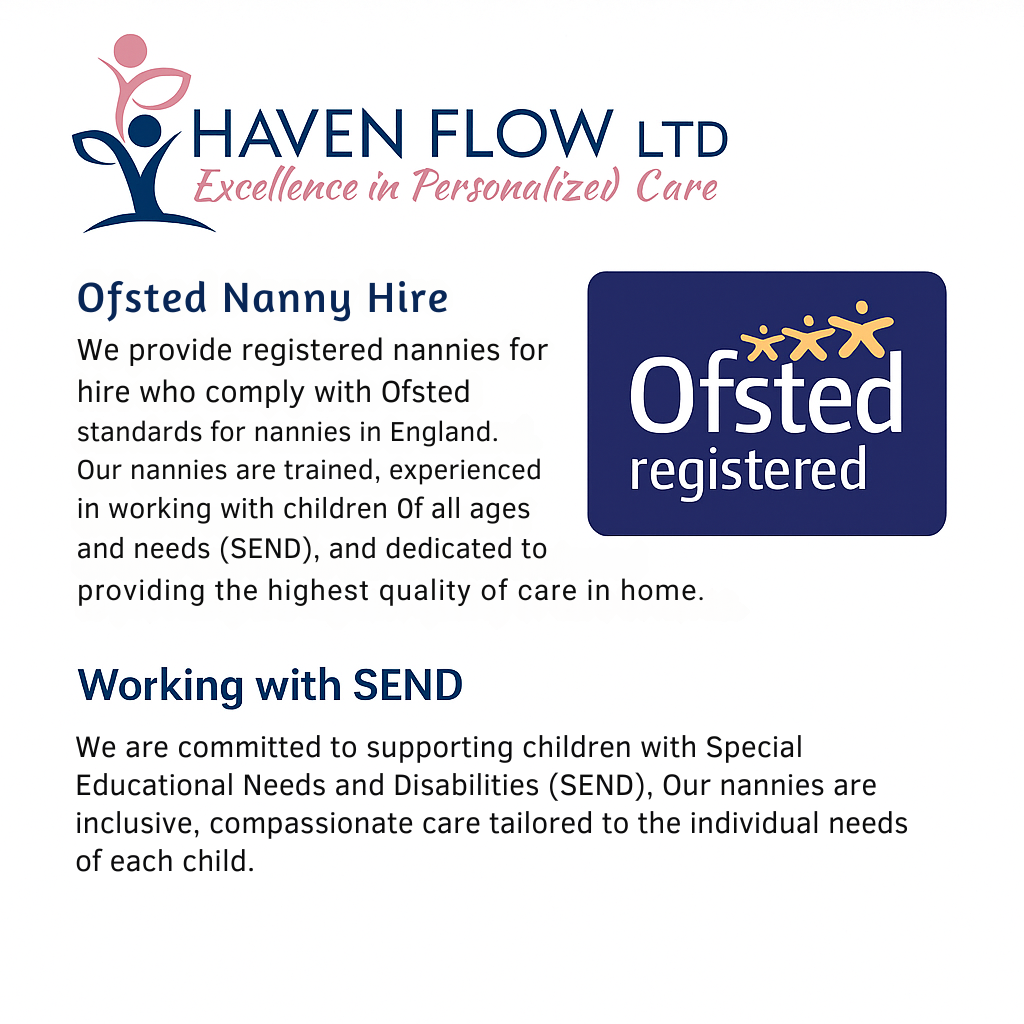 HAVEN FLOW LTD
Excellence in Personalized Care
Ofsted Nanny Hire
We provide registered nannies for
hire who comply with Ofsted
standards for nannies in England.
Our nannies are trained, experienced
in working with children 0f all ages
and needs (SEND), and dedicated to
providing the highest quality of care in home.
Ofsted
registered
Working with SEND
We are committed to supporting children with Special
Educational Needs and Disabilities (SEND), Our nannies are
inclusive, compassionate care tailored to the individual needs
of each child.